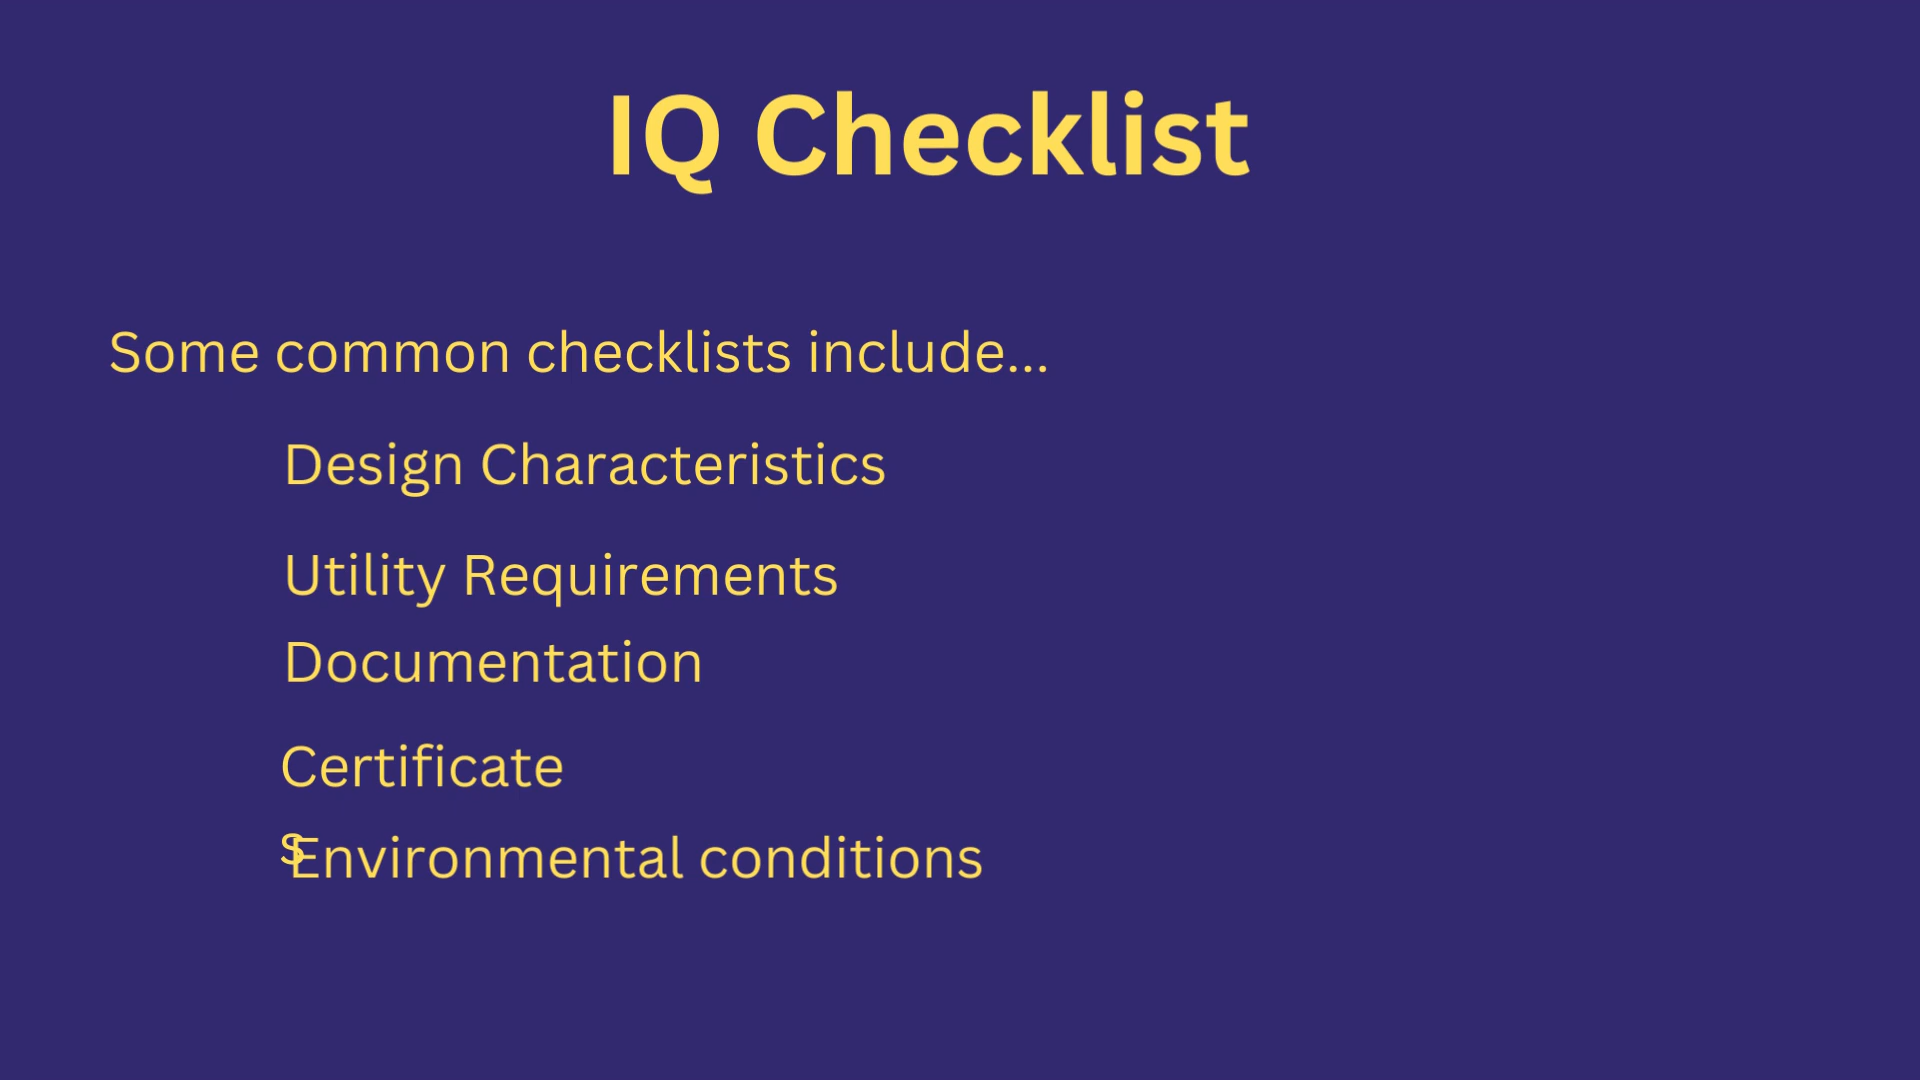 IQ Checklist
Some common checklists include...
Design Characteristics
Utility Requirements
Documentation
Certificate
s
Environmental conditions